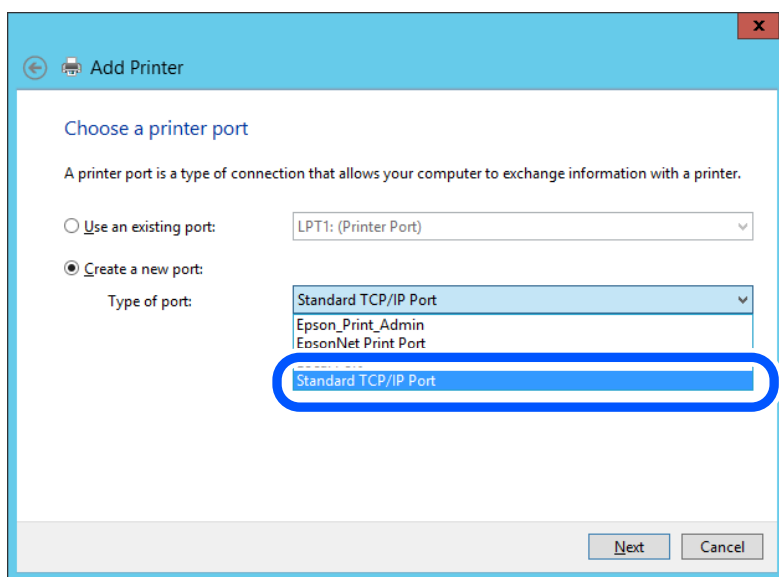 x
Add Printer
Choose a printer port
A printer port is a type of connection that allows your computer to exchange information with a printer.
Use an existing port: LPT1: (Printer Port)
Create a new port:
Type of port: Standard TCP/IP Port
Epson_Print_Admin
EpsonNet Print Port
Standard TCP/IP Port
Next Cancel